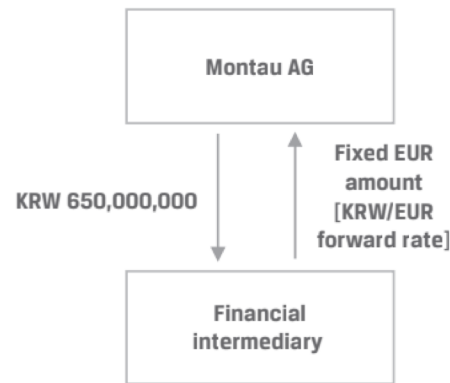 Montau AG
KRW 650,000,000
Fixed EUR
amount
[KRW/EUR
forward rate]
Financial
intermediary